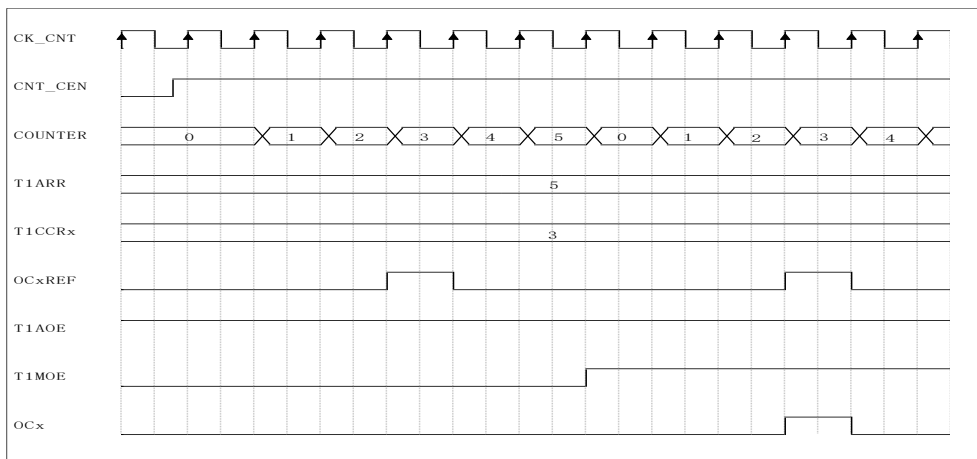 CK_CNT
CNT_CEN
COUNTER 0 1 2 3 4 5 0 1 2 3 4
T1ARR 5
T1CCRx 3
OCxREF
T1AOE
T1MOE
OCx